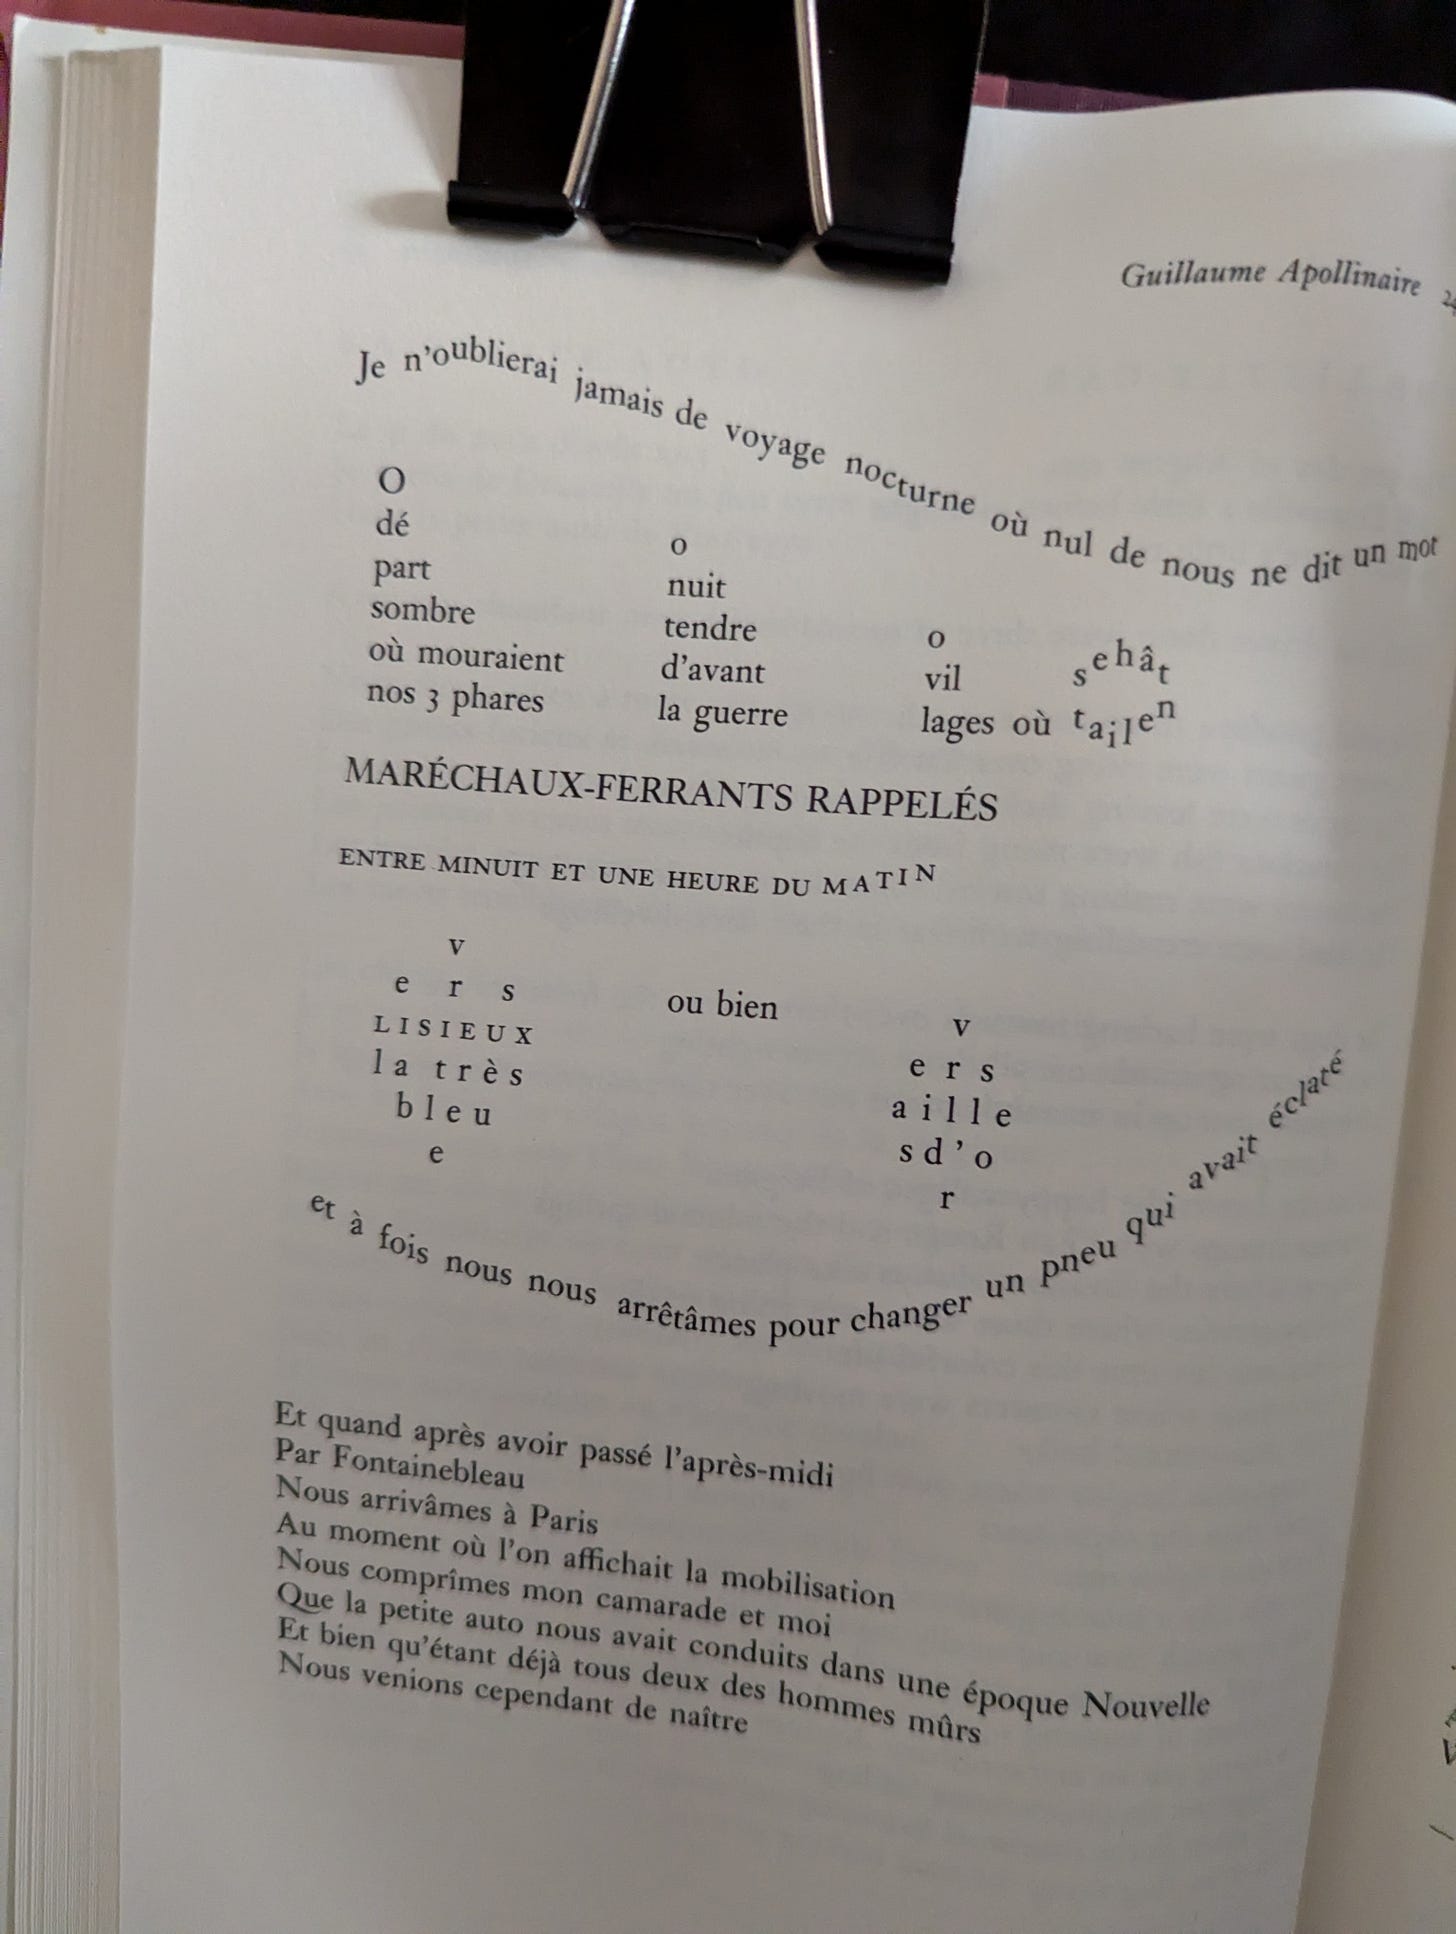 Guillaume Apollinaire
Je n'oublierai jamais de voyage nocturne où nul de nous ne dit un mot
O
dé
part
sombre
où mouraient
nos 3 phares
o
nuit
tendre
d'avant
la guerre
o
vil
lages où
sehât
tailen
MARÉCHAUX-FERRANTS RAPPELÉS
ENTRE MINUIT ET UNE HEURE DU MATIN
v
e r s
LISIEUX
la très
bleu
e
ou bien
v
e r s
aille
sd'o
r
et à fois nous nous arrêtâmes pour changer un pneu qui avait éclaté
Et quand après avoir passé l'après-midi
Par Fontainebleau
Nous arrivâmes à Paris
Au moment où l'on affichait la mobilisation
Nous comprîmes mon camarade et moi
Que la petite auto nous avait conduits dans une époque Nouvelle
Et bien qu'étant déjà tous deux des hommes mûrs
Nous venions cependant de naître